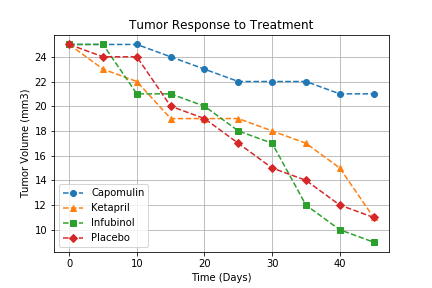 Tumor Response to Treatment
Tumor Volume (mm3)
24
22
20
18
16
14
12
10
Capomulin
Ketapril
Infubinol
Placebo
0
10
20
30
40
Time (Days)